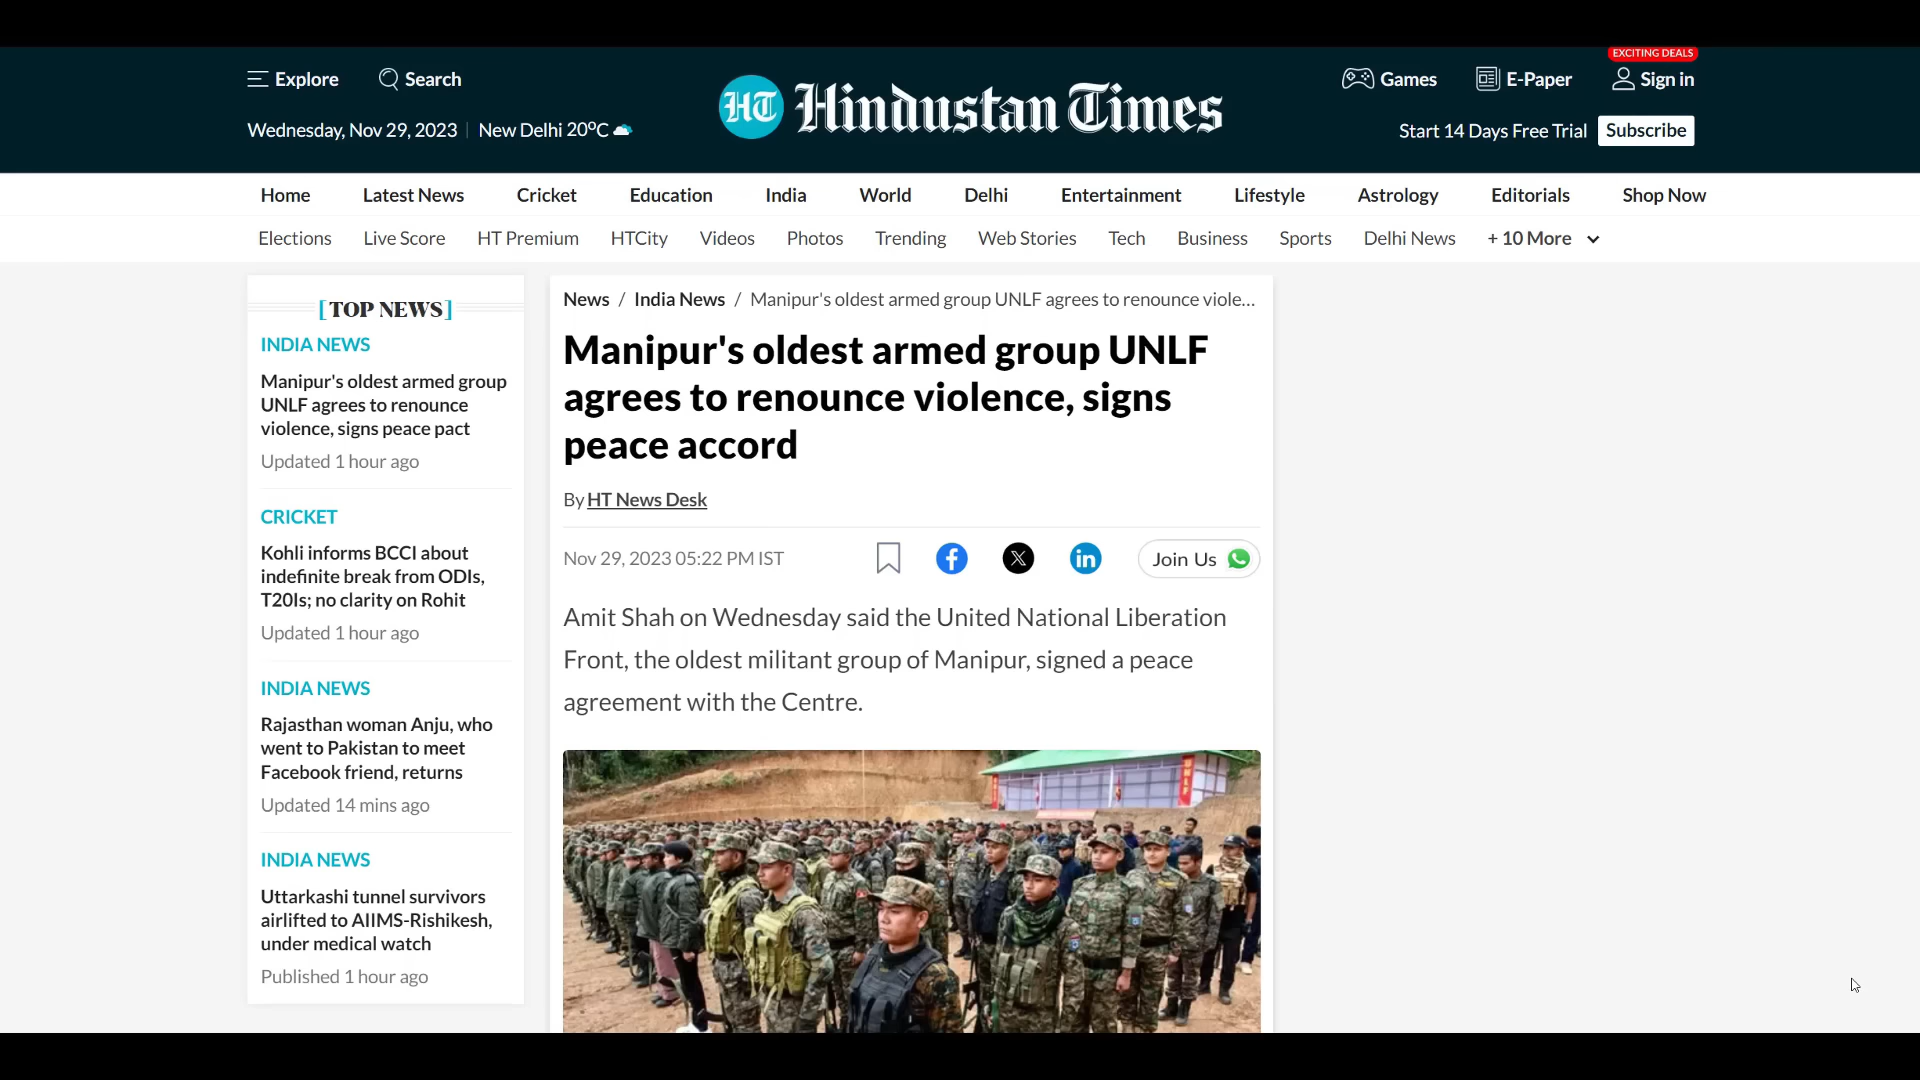 EXCITING DEALS
Explore
Search
Games
E-Paper
Sign in
HT Hindustan Times
Wednesday, Nov 29, 2023
New Delhi 20°C
Start 14 Days Free Trial
Subscribe
Home Latest News Cricket Education India World Delhi Entertainment Lifestyle Astrology Editorials Shop Now
Elections Live Score HT Premium HTCity Videos Photos Trending Web Stories Tech Business Sports Delhi News + 10 More
[TOP NEWS]
INDIA NEWS
Manipur's oldest armed group
UNLF agrees to renounce
violence, signs peace pact
Updated 1 hour ago
CRICKET
Kohli informs BCCI about
indefinite break from ODIs,
T20Is; no clarity on Rohit
Updated 1 hour ago
INDIA NEWS
Rajasthan woman Anju, who
went to Pakistan to meet
Facebook friend, returns
Updated 14 mins ago
INDIA NEWS
Uttarkashi tunnel survivors
airlifted to AIIMS-Rishikesh,
under medical watch
Published 1 hour ago
News / India News / Manipur's oldest armed group UNLF agrees to renounce viole...
Manipur's oldest armed group UNLF
agrees to renounce violence, signs
peace accord
By HT News Desk
Nov 29, 2023 05:22 PM IST
Join Us
Amit Shah on Wednesday said the United National Liberation
Front, the oldest militant group of Manipur, signed a peace
agreement with the Centre.
UNLF